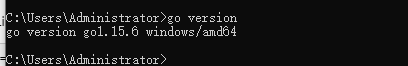 C:\Users\Administrator>go version
go version go1.15.6 windows/amd64
C:\Users\Administrator>